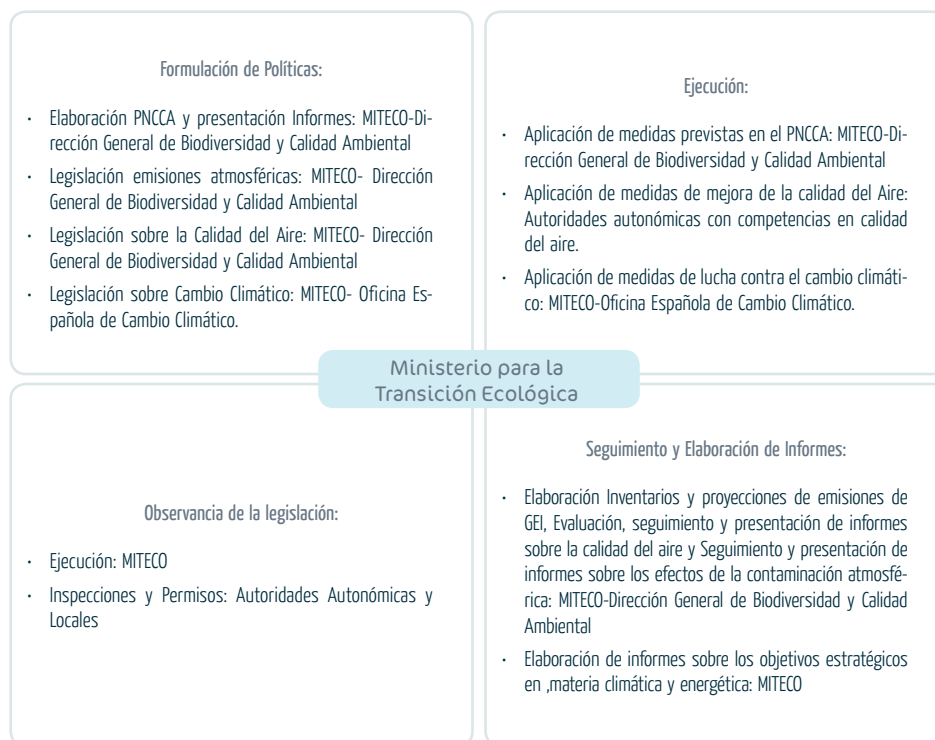 Formulación de Políticas:
· Elaboración PNCCA y presentación Informes: MITECO-Di-
rección General de Biodiversidad y Calidad Ambiental
· Legislación emisiones atmosféricas: MITECO- Dirección
General de Biodiversidad y Calidad Ambiental
· Legislación sobre la Calidad del Aire: MITECO- Dirección
General de Biodiversidad y Calidad Ambiental
· Legislación sobre Cambio Climático: MITECO- Oficina Es-
pañola de Cambio Climático.
Ejecución:
· Aplicación de medidas previstas en el PNCCA: MITECO-Di-
rección General de Biodiversidad y Calidad Ambiental
· Aplicación de medidas de mejora de la calidad del Aire:
Autoridades autonómicas con competencias en calidad
del aire.
· Aplicación de medidas de lucha contra el cambio climáti-
co: MITECO-Oficina Española de Cambio Climático.
Ministerio para la
Transición Ecológica
Observancia de la legislación:
· Ejecución: MITECO
· Inspecciones y Permisos: Autoridades Autonómicas y
Locales
Seguimiento y Elaboración de Informes:
· Elaboración Inventarios y proyecciones de emisiones de
GEI, Evaluación, seguimiento y presentación de informes
sobre la calidad del aire y Seguimiento y presentación de
informes sobre los efectos de la contaminación atmosfé-
rica: MITECO-Dirección General de Biodiversidad y Calidad
Ambiental
· Elaboración de informes sobre los objetivos estratégicos
en ,materia climática y energética: MITECO